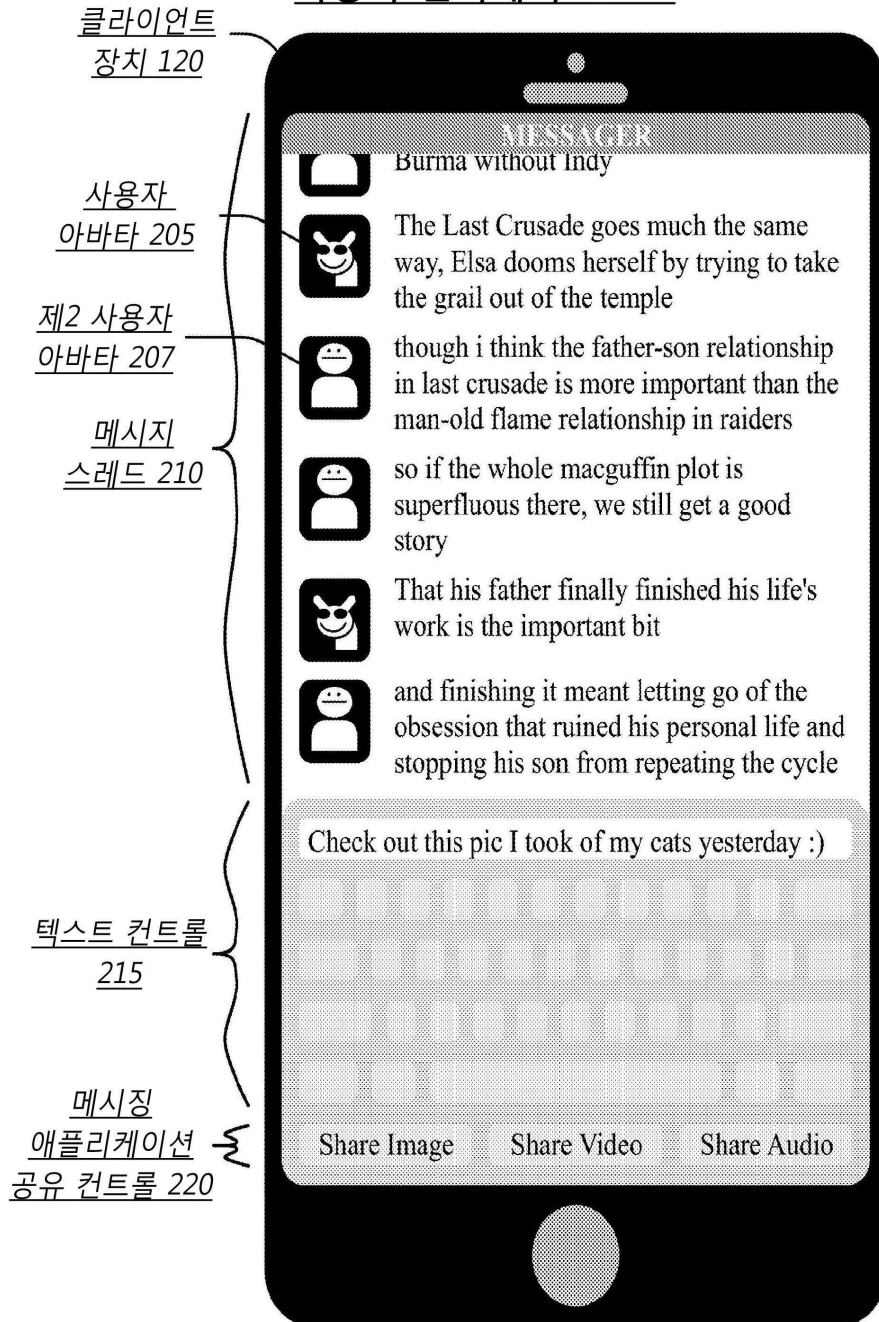 클라이언트
장치 120
MESSAGER
Burma without Indy
사용자
아바타 205
The Last Crusade goes much the same
way, Elsa dooms herself by trying to take
the grail out of the temple
제2 사용자
아바타 207
though i think the father-son relationship
in last crusade is more important than the
man-old flame relationship in raiders
메시지
스레드 210
so if the whole macguffin plot is
superfluous there, we still get a good
story
That his father finally finished his life's
work is the important bit
and finishing it meant letting go of the
obsession that ruined his personal life and
stopping his son from repeating the cycle
Check out this pic I took of my cats yesterday :)
텍스트 컨트롤
215
메시징
애플리케이션
공유 컨트롤 220
Share Image Share Video Share Audio